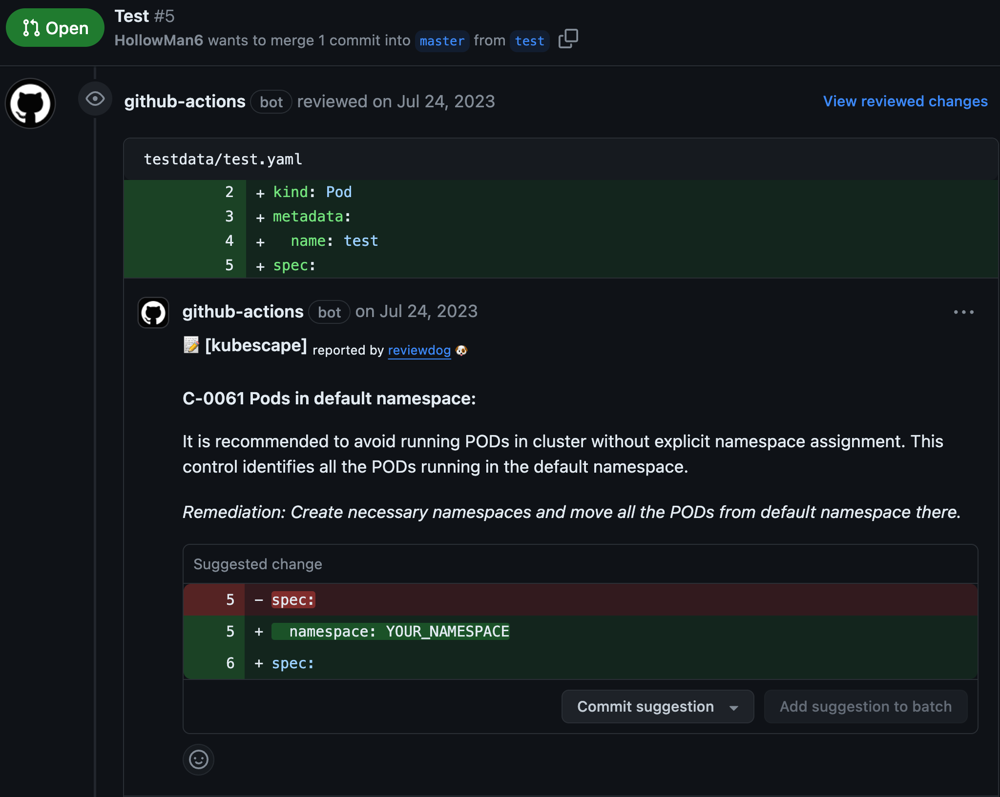 Open
Test #5
HollowMan6 wants to merge 1 commit into master from test
github-actions bot reviewed on Jul 24, 2023
View reviewed changes
testdata/test.yaml
2 + kind: Pod
3 + metadata:
4 +   name: test
5 + spec:
github-actions bot on Jul 24, 2023
📝 [kubescape] reported by reviewdog 🐶
C-0061 Pods in default namespace:
It is recommended to avoid running PODs in cluster without explicit namespace assignment. This
control identifies all the PODs running in the default namespace.
Remediation: Create necessary namespaces and move all the PODs from default namespace there.
Suggested change
5 - spec:
5 +   namespace: YOUR_NAMESPACE
6 + spec:
Commit suggestion
Add suggestion to batch